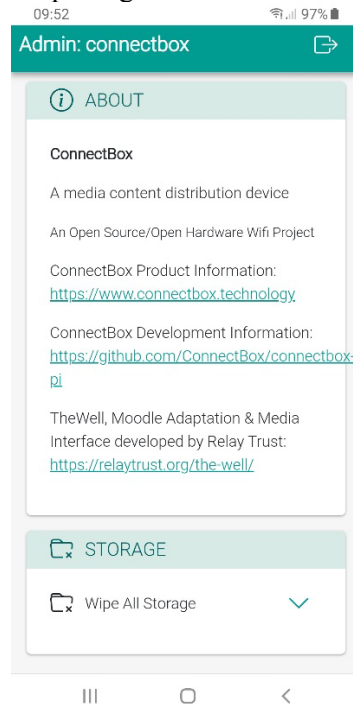 09:52 97%
Admin: connectbox
ABOUT
ConnectBox
A media content distribution device
An Open Source/Open Hardware Wifi Project
ConnectBox Product Information:
https://www.connectbox.technology
ConnectBox Development Information:
https://github.com/ConnectBox/connectbox-
pi
TheWell, Moodle Adaptation & Media
Interface developed by Relay Trust:
https://relaytrust.org/the-well/
STORAGE
Wipe All Storage